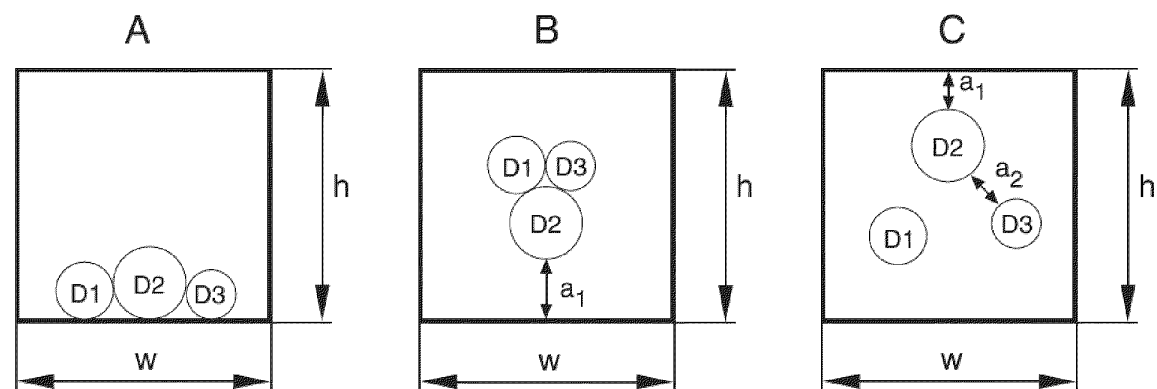 A B C
a₁
D2
D1 D3 a₂
h h h
D2
D1 D3
D1 D2 D3
a₁
w w w